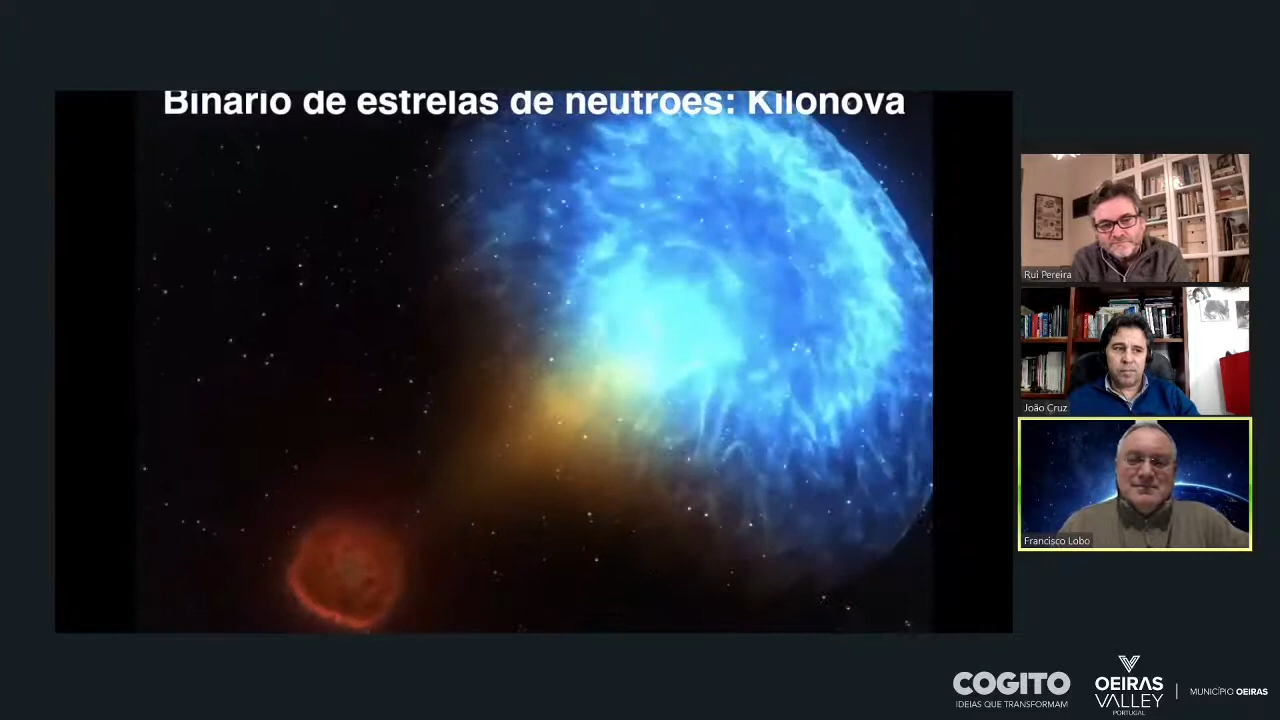 Binário de estrelas de neutrões: Kilonova
Rui Pereira
João Cruz
Francisco Lobo
COGITO
IDEIAS QUE TRANSFORMAM
OEIRAS
VALLEY
PORTUGAL
MUNICÍPIO OEIRAS